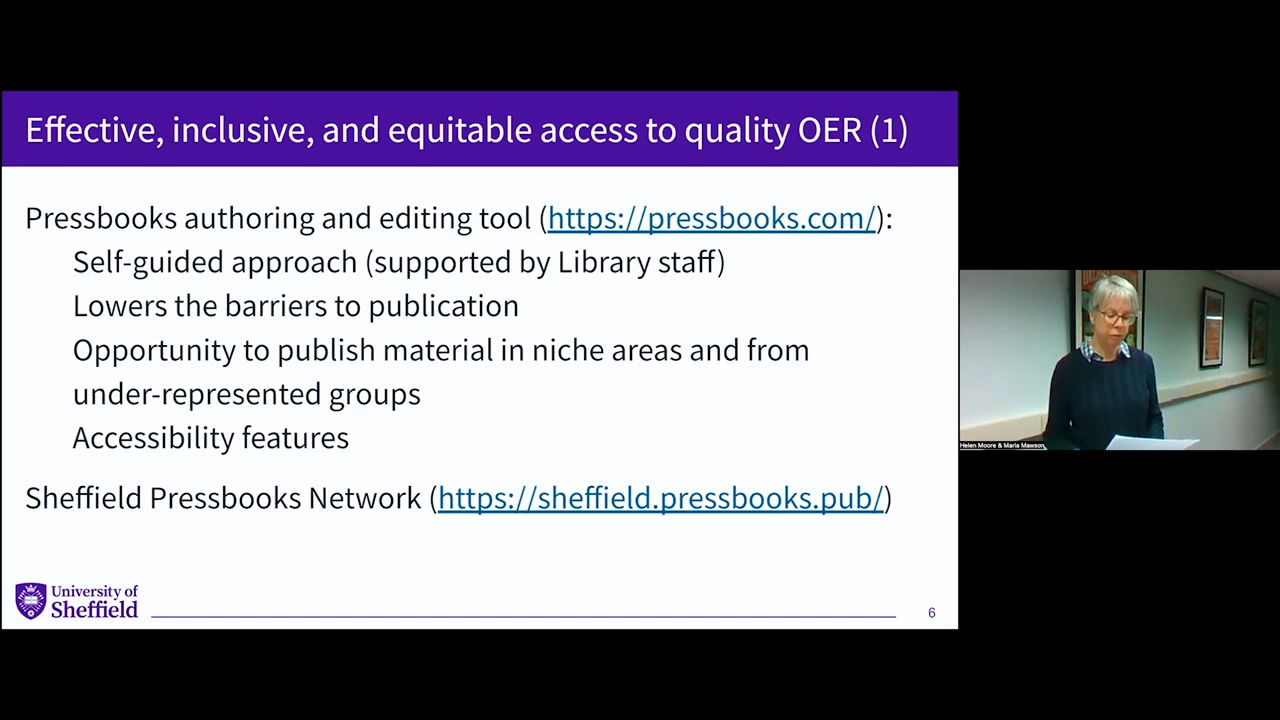 Effective, inclusive, and equitable access to quality OER (1)
Pressbooks authoring and editing tool (https://pressbooks.com/):
Self-guided approach (supported by Library staff)
Lowers the barriers to publication
Opportunity to publish material in niche areas and from
under-represented groups
Accessibility features
Sheffield Pressbooks Network (https://sheffield.pressbooks.pub/)
University of
Sheffield
6
Helen Moore & Maria Mawson